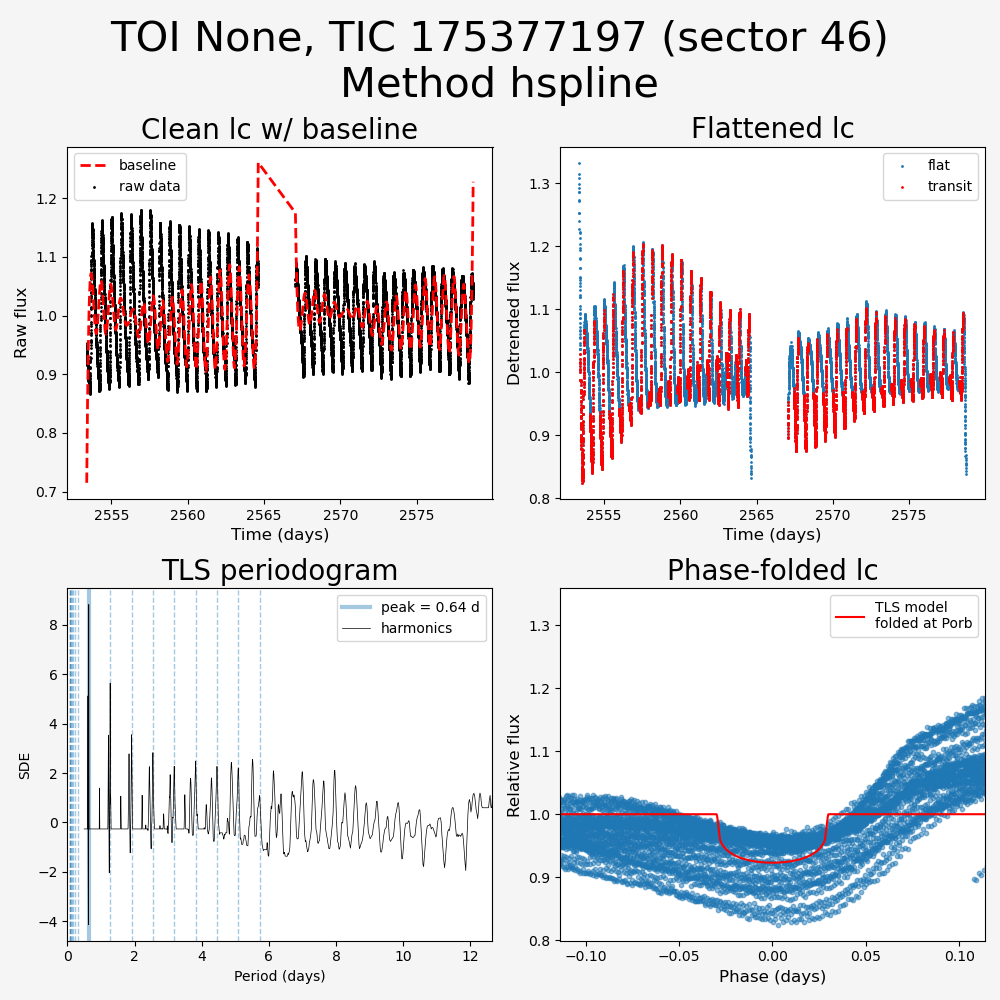 TOI None, TIC 175377197 (sector 46)
Method hspline
Clean lc w/ baseline
baseline
raw data
Raw flux
1.2
1.1
1.0
0.9
0.8
0.7
2555
2560
2565
2570
2575
Time (days)
Flattened lc
flat
transit
Detrended flux
1.3
1.2
1.1
1.0
0.9
0.8
2555
2560
2565
2570
2575
Time (days)
TLS periodogram
peak = 0.64 d
harmonics
SDE
8
6
4
2
0
−2
−4
0
2
4
6
8
10
12
Period (days)
Phase-folded lc
TLS model
folded at Porb
Relative flux
1.3
1.2
1.1
1.0
0.9
0.8
−0.10
−0.05
0.00
0.05
0.10
Phase (days)